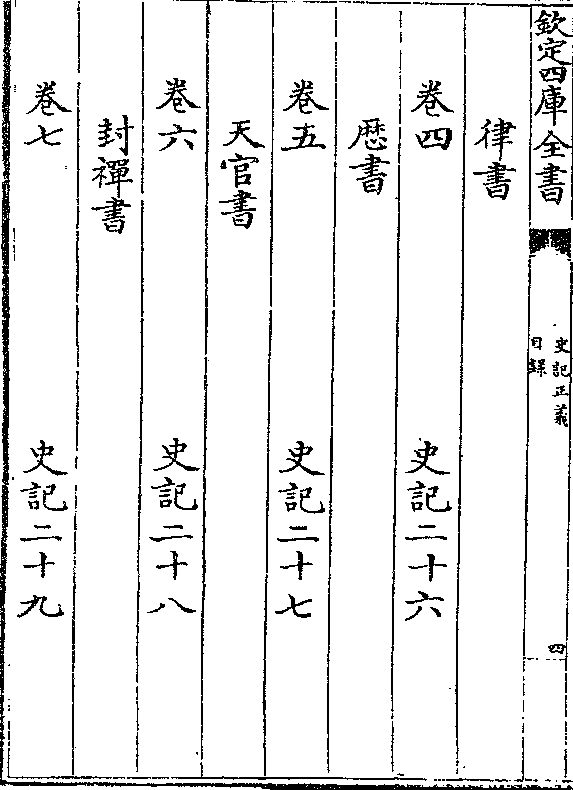 欽定四庫全書
史記正義
目錄
四
律書
卷四 史記二十六
厯書
卷五 史記二十七
天官書
卷六 史記二十八
封禪書
卷七 史記二十九